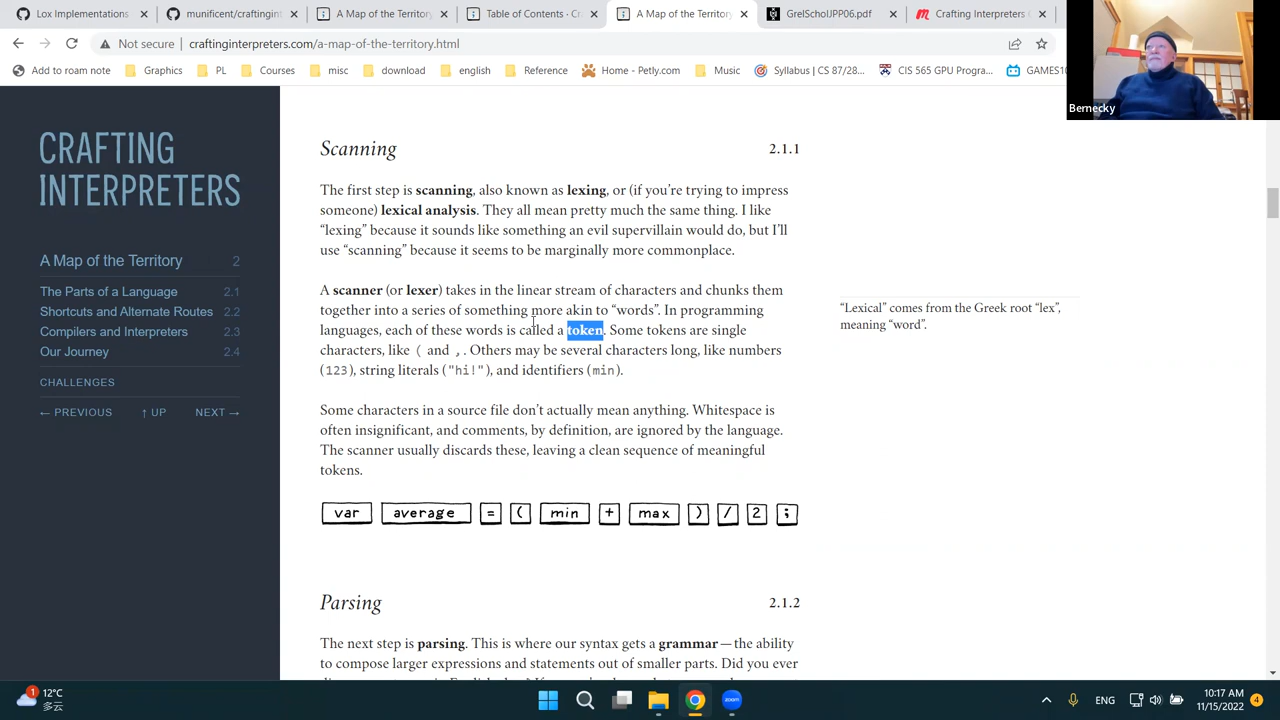 Lox Implementations
munificent/craftingint
A Map of the Territory
Table of Contents · Cr
A Map of the Territory
GrelScholJPP06.pdf
Crafting Interpreters
Not secure | craftinginterpreters.com/a-map-of-the-territory.html
Add to roam note Graphics PL Courses misc download english Reference Home - Petly.com Music Syllabus | CS 87/28... CIS 565 GPU Progra... GAMES10
Bernecky
CRAFTING
INTERPRETERS
A Map of the Territory 2
The Parts of a Language 2.1
Shortcuts and Alternate Routes 2.2
Compilers and Interpreters 2.3
Our Journey 2.4
CHALLENGES
← PREVIOUS ↑ UP NEXT →
Scanning 2.1.1
The first step is scanning, also known as lexing, or (if you’re trying to impress
someone) lexical analysis. They all mean pretty much the same thing. I like
“lexing” because it sounds like something an evil supervillain would do, but I’ll
use “scanning” because it seems to be marginally more commonplace.
A scanner (or lexer) takes in the linear stream of characters and chunks them
together into a series of something more akin to “words”. In programming
languages, each of these words is called a token. Some tokens are single
characters, like ( and ,. Others may be several characters long, like numbers
(123), string literals ("hi!"), and identifiers (min).
“Lexical” comes from the Greek root “lex”,
meaning “word”.
Some characters in a source file don’t actually mean anything. Whitespace is
often insignificant, and comments, by definition, are ignored by the language.
The scanner usually discards these, leaving a clean sequence of meaningful
tokens.
var average = ( min + max ) / 2 ;
Parsing 2.1.2
The next step is parsing. This is where our syntax gets a grammar—the ability
to compose larger expressions and statements out of smaller parts. Did you ever
1
12°C
多云
zoom
ENG
10:17 AM
11/15/2022
4